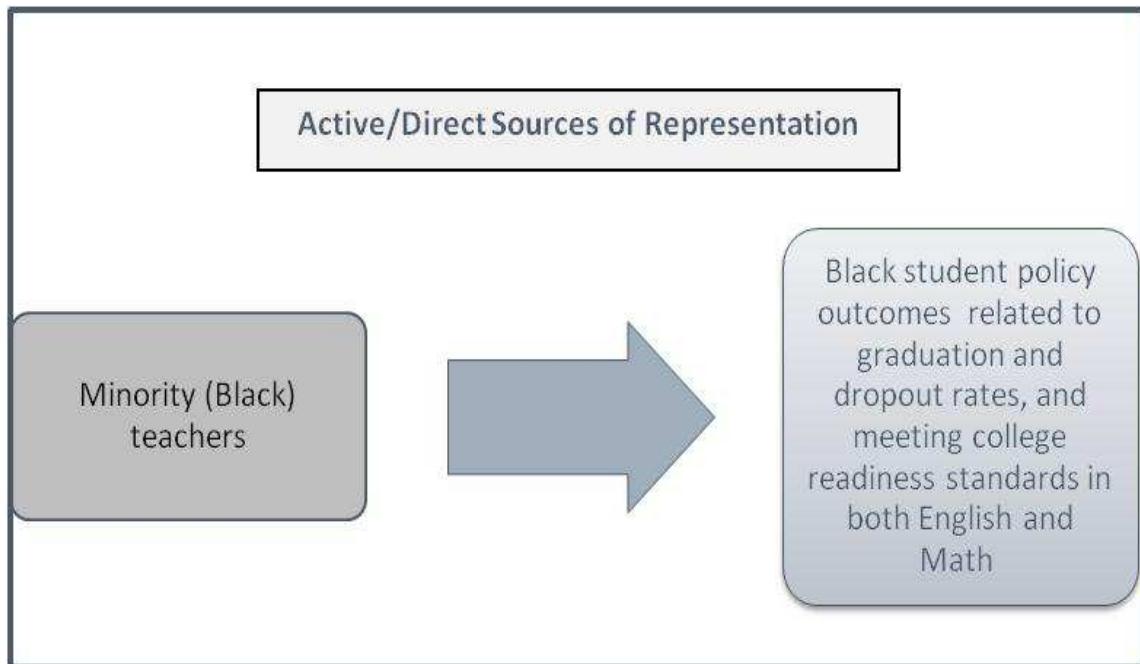 Active/Direct Sources of Representation
Minority (Black)
teachers
Black student policy
outcomes related to
graduation and
dropout rates, and
meeting college
readiness standards in
both English and
Math